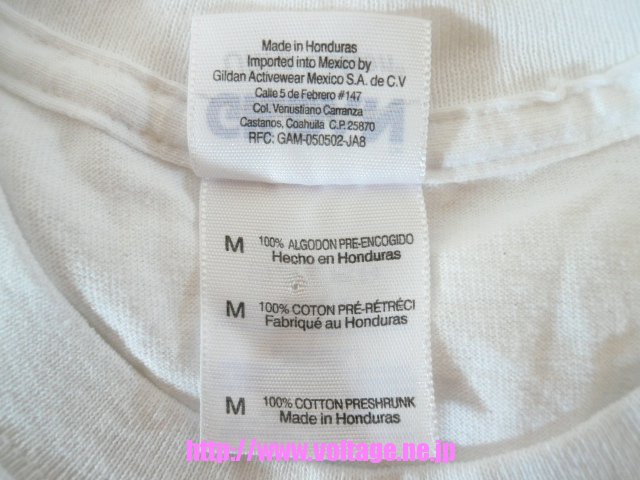 Made in Honduras
Imported into Mexico by
Gildan Activewear Mexico S.A. de C.V
Calle 5 de Febrero #147
Col. Venustiano Carranza
Castanos, Coahuila C.P. 25870
RFC: GAM-050502-JA8
M 100% ALGODON PRE-ENCOGIDO
Hecho en Honduras
M 100% COTON PRÉ-RÉTRÉCI
Fabriqué au Honduras
M 100% COTTON PRESHRUNK
Made in Honduras
http://www.voltage.ne.jp